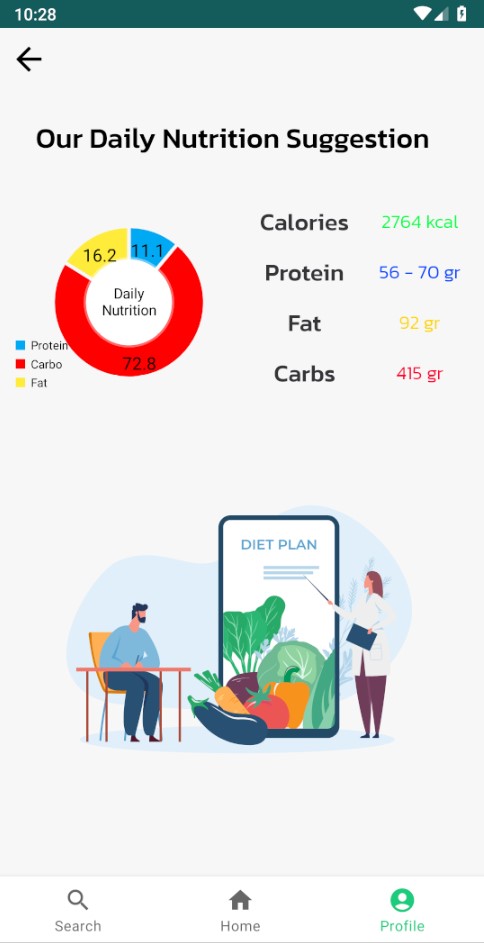 10:28
Our Daily Nutrition Suggestion
16.2
11.1
Daily
Nutrition
72.8
Protein
Carbo
Fat
Calories 2764 kcal
Protein 56 - 70 gr
Fat 92 gr
Carbs 415 gr
DIET PLAN
Search Home Profile